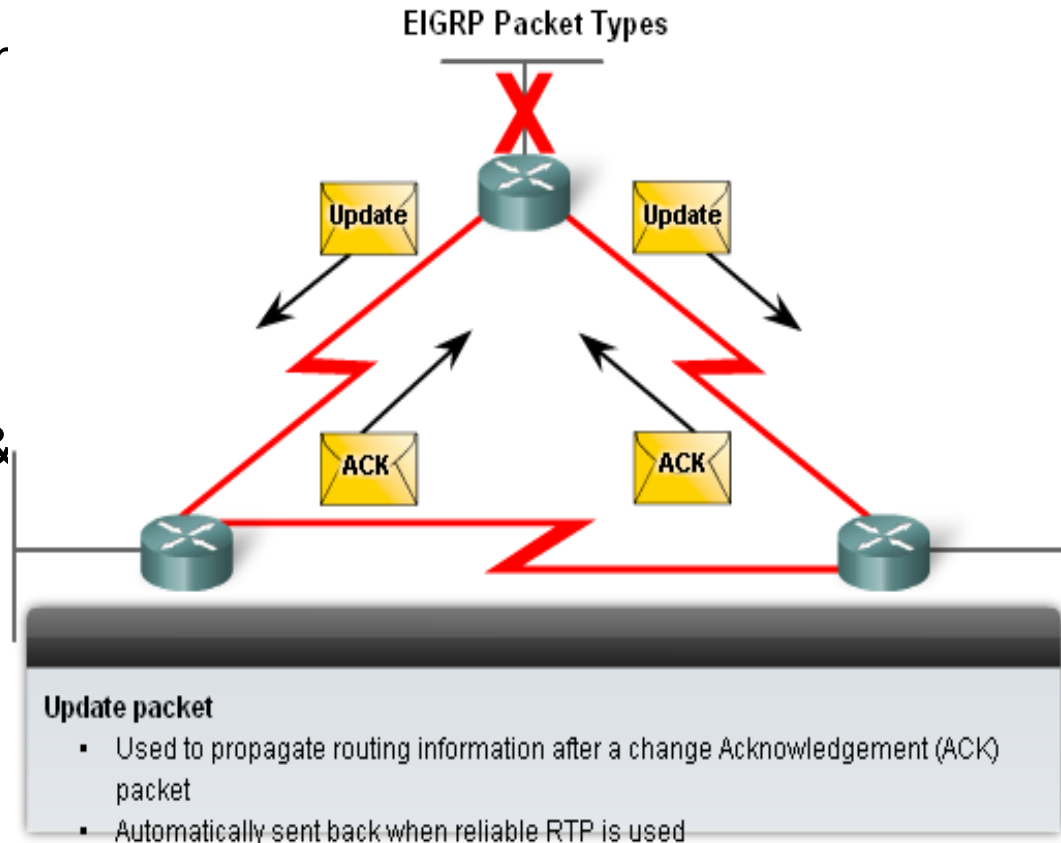 EIGRP Packet Types
X
Update
Update
ACK
ACK
&
Update packet
▪ Used to propagate routing information after a change Acknowledgement (ACK)
packet
▪ Automatically sent back when reliable RTP is used